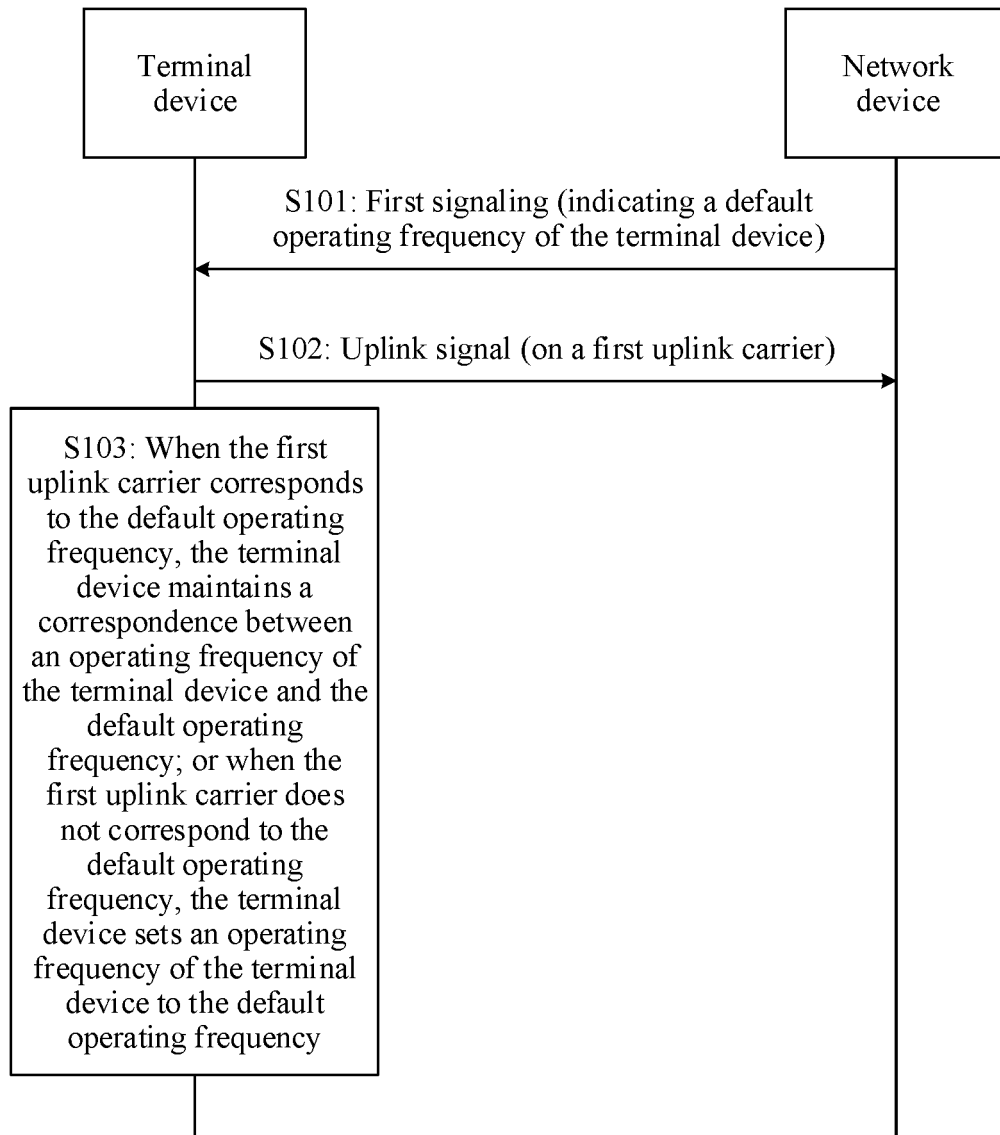 Terminal
device
Network
device
S101: First signaling (indicating a default
operating frequency of the terminal device)
S102: Uplink signal (on a first uplink carrier)
S103: When the first
uplink carrier corresponds
to the default operating
frequency, the terminal
device maintains a
correspondence between
an operating frequency of
the terminal device and the
default operating
frequency; or when the
first uplink carrier does
not correspond to the
default operating
frequency, the terminal
device sets an operating
frequency of the terminal
device to the default
operating frequency